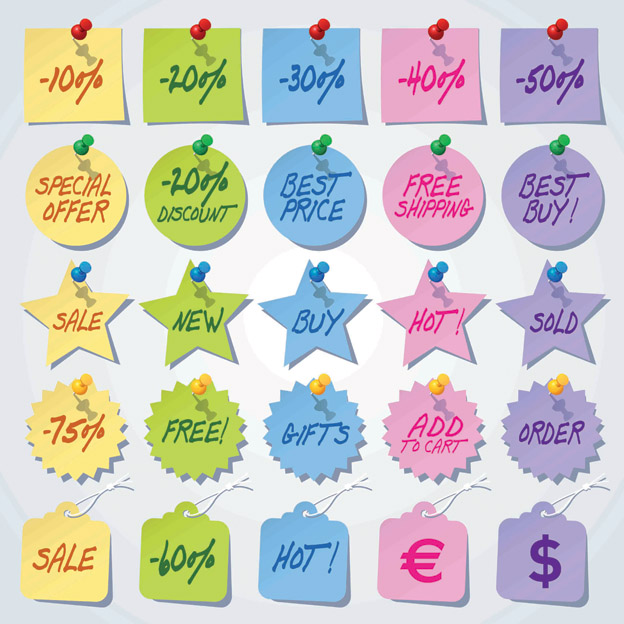 -10%
-20%
-30%
-40%
-50%
SPECIAL
OFFER
-20%
DISCOUNT
BEST
PRICE
FREE
SHIPPING
BEST
BUY!
SALE
NEW
BUY
HOT!
SOLD
-75%
FREE!
GIFTS
ADD
TO CART
ORDER
SALE
-60%
HOT!
€
$